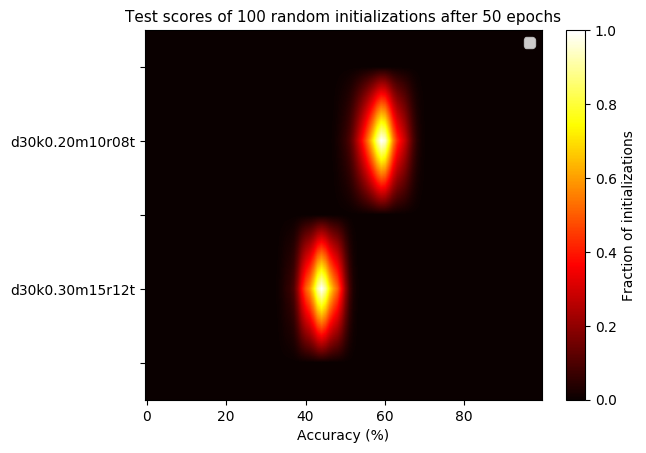 Test scores of 100 random initializations after 50 epochs
d30k0.20m10r08t
d30k0.30m15r12t
0 20 40 60 80
Accuracy (%)
1.0
0.8
0.6
0.4
0.2
0.0
Fraction of initializations